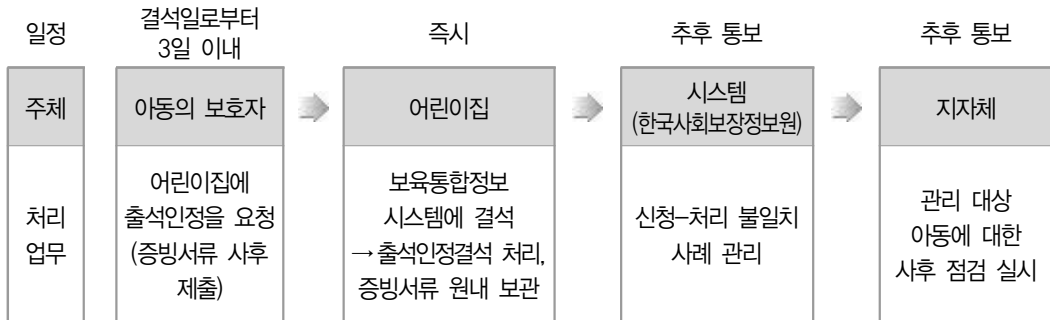 일정
결석일로부터
3일 이내
즉시
추후 통보
추후 통보
주체
아동의 보호자
어린이집
시스템
(한국사회보장정보원)
지자체
처리
업무
어린이집에
출석인정을 요청
(증빙서류 사후
제출)
보육통합정보
시스템에 결석
→출석인정결석 처리,
증빙서류 원내 보관
신청-처리 불일치
사례 관리
관리 대상
아동에 대한
사후 점검 실시